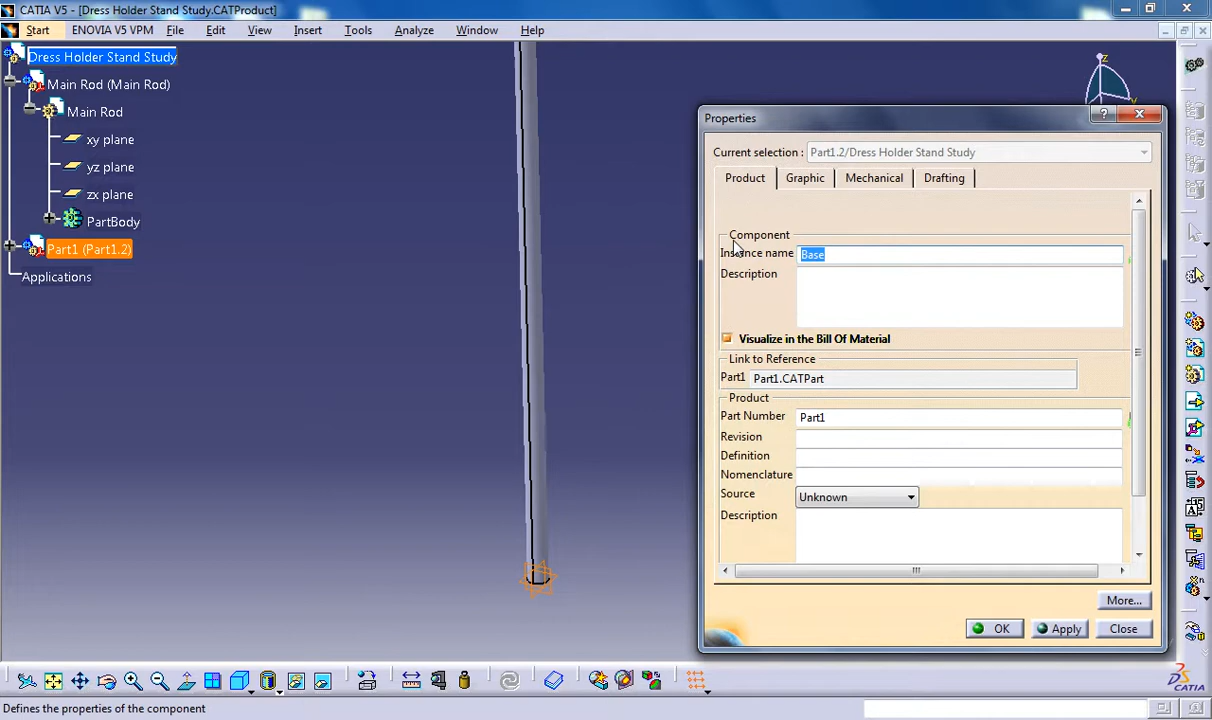 CATIA V5 - [Dress Holder Stand Study.CATProduct]
Start ENOVIA V5 VPM File Edit View Insert Tools Analyze Window Help
Dress Holder Stand Study
Main Rod (Main Rod)
Main Rod
xy plane
yz plane
zx plane
PartBody
Part1 (Part1.2)
Applications
z
Properties
Current selection : Part1.2/Dress Holder Stand Study
Product Graphic Mechanical Drafting
Component
Instance name Base
Description
Visualize in the Bill Of Material
Link to Reference
Part1 Part1.CATPart
Product
Part Number Part1
Revision
Definition
Nomenclature
Source Unknown
Description
More...
OK Apply Close
Defines the properties of the component